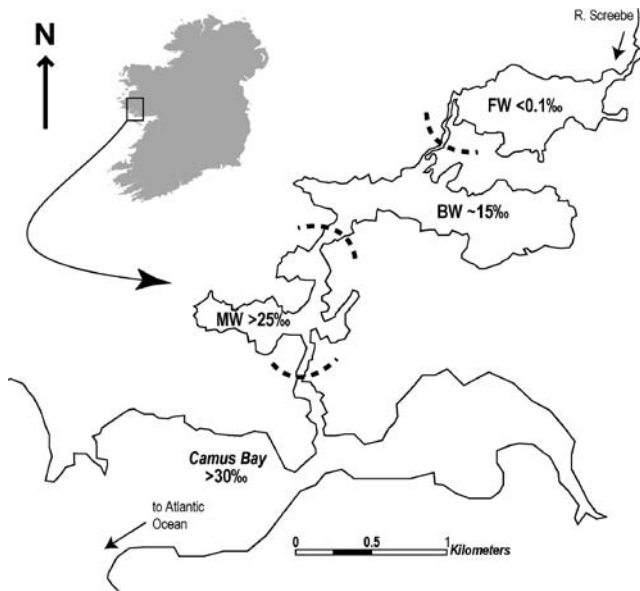 N
R. Screebe
FW <0.1‰
BW ~15‰
MW >25‰
Camus Bay
>30‰
to Atlantic
Ocean
0 0.5 1
Kilometers